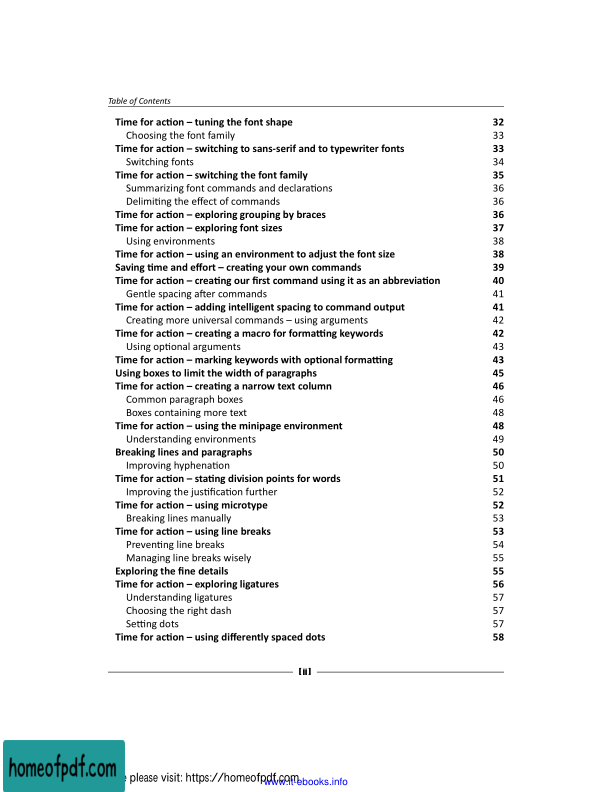 Table of Contents
Time for action – tuning the font shape 32
Choosing the font family 33
Time for action – switching to sans-serif and to typewriter fonts 33
Switching fonts 34
Time for action – switching the font family 35
Summarizing font commands and declarations 36
Delimiting the effect of commands 36
Time for action – exploring grouping by braces 36
Time for action – exploring font sizes 37
Using environments 38
Time for action – using an environment to adjust the font size 38
Saving time and effort – creating your own commands 39
Time for action – creating our first command using it as an abbreviation 40
Gentle spacing after commands 41
Time for action – adding intelligent spacing to command output 41
Creating more universal commands – using arguments 42
Time for action – creating a macro for formatting keywords 42
Using optional arguments 43
Time for action – marking keywords with optional formatting 43
Using boxes to limit the width of paragraphs 45
Time for action – creating a narrow text column 46
Common paragraph boxes 46
Boxes containing more text 48
Time for action – using the minipage environment 48
Understanding environments 49
Breaking lines and paragraphs 50
Improving hyphenation 50
Time for action – stating division points for words 51
Improving the justification further 52
Time for action – using microtype 52
Breaking lines manually 53
Time for action – using line breaks 53
Preventing line breaks 54
Managing line breaks wisely 55
Exploring the fine details 55
Time for action – exploring ligatures 56
Understanding ligatures 57
Choosing the right dash 57
Setting dots 57
Time for action – using differently spaced dots 58
[ii]
homeofpdf.com
please visit: https://homeofpdf.com
www.it-ebooks.info